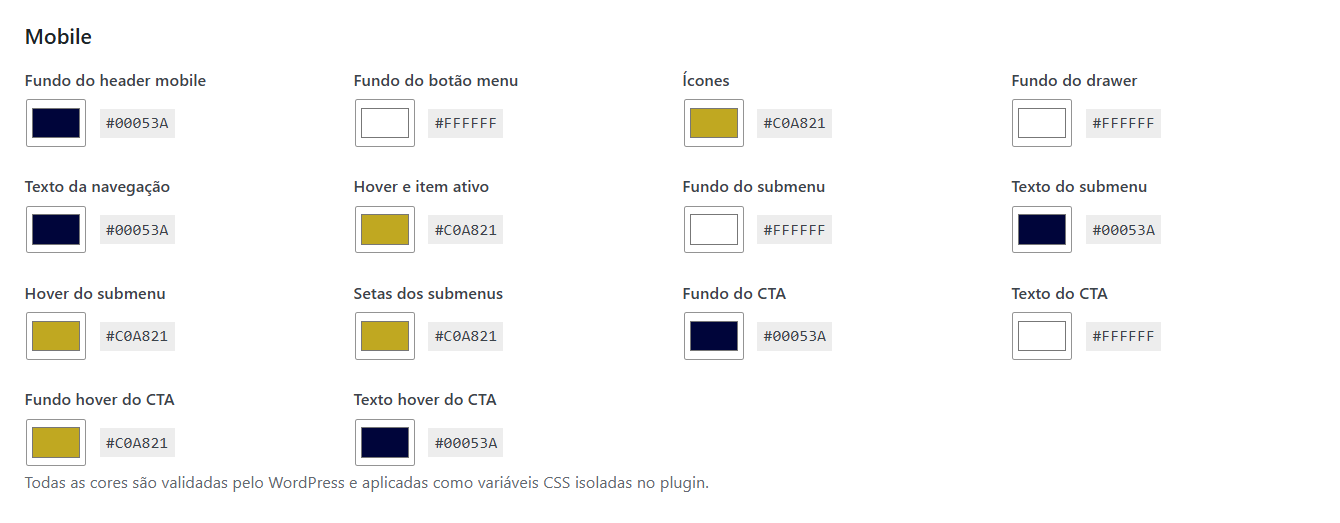 Mobile
Fundo do header mobile
Fundo do botão menu
Ícones
Fundo do drawer
#00053A
#FFFFFF
#C0A821
#FFFFFF
Texto da navegação
Hover e item ativo
Fundo do submenu
Texto do submenu
#00053A
#C0A821
#FFFFFF
#00053A
Hover do submenu
Setas dos submenus
Fundo do CTA
Texto do CTA
#C0A821
#C0A821
#00053A
#FFFFFF
Fundo hover do CTA
Texto hover do CTA
#C0A821
#00053A
Todas as cores são validadas pelo WordPress e aplicadas como variáveis CSS isoladas no plugin.